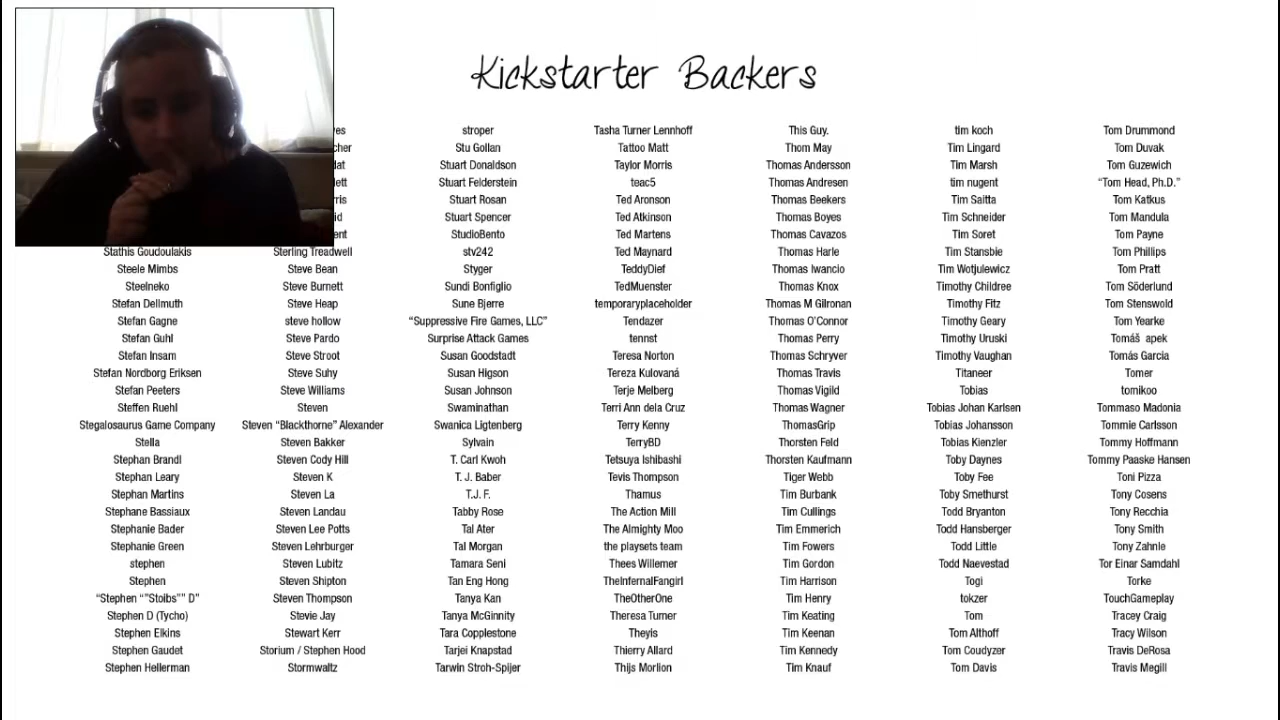 Kickstarter Backers
Stathis Goudoulakis
Steele Mimbs
Steelneko
Stefan Dellmuth
Stefan Gagne
Stefan Guhl
Stefan Insam
Stefan Nordborg Eriksen
Stefan Peeters
Steffen Ruehl
Stegalosaurus Game Company
Stella
Stephan Brandl
Stephan Leary
Stephan Martins
Stephane Bassiaux
Stephanie Bader
Stephanie Green
stephen
Stephen
“Stephen “”Stoibs”” D”
Stephen D (Tycho)
Stephen Elkins
Stephen Gaudet
Stephen Hellerman
Sterling Treadwell
Steve Bean
Steve Burnett
Steve Heap
steve hollow
Steve Pardo
Steve Stroot
Steve Suhy
Steve Williams
Steven
Steven “Blackthorne” Alexander
Steven Bakker
Steven Cody Hill
Steven K
Steven La
Steven Landau
Steven Lee Potts
Steven Lehrburger
Steven Lubitz
Steven Shipton
Steven Thompson
Stevie Jay
Stewart Kerr
Storium / Stephen Hood
Stormwaltz
stroper
Stu Gollan
Stuart Donaldson
Stuart Felderstein
Stuart Rosan
Stuart Spencer
StudioBento
stv242
Styger
Sundi Bonfiglio
Sune Bjerre
“Suppressive Fire Games, LLC”
Surprise Attack Games
Susan Goodstadt
Susan Higson
Susan Johnson
Swaminathan
Swanica Ligtenberg
Sylvain
T. Carl Kwoh
T. J. Baber
T.J. F.
Tabby Rose
Tal Ater
Tal Morgan
Tamara Seni
Tan Eng Hong
Tanya Kan
Tanya McGinnity
Tara Copplestone
Tarjei Knapstad
Tarwin Stroh-Spijer
Tasha Turner Lennhoff
Tattoo Matt
Taylor Morris
teac5
Ted Aronson
Ted Atkinson
Ted Martens
Ted Maynard
TeddyDief
TedMuenster
temporaryplaceholder
Tendazer
tennst
Teresa Norton
Tereza Kulovaná
Terje Melberg
Terri Ann dela Cruz
Terry Kenny
TerryBD
Tetsuya Ishibashi
Tevis Thompson
Thamus
The Action Mill
The Almighty Moo
the playsets team
Thees Willemer
TheInfernalFangirl
TheOtherOne
Theresa Turner
Theyis
Thierry Allard
Thijs Morlion
This Guy.
Thom May
Thomas Andersson
Thomas Andresen
Thomas Beekers
Thomas Boyes
Thomas Cavazos
Thomas Harle
Thomas Iwancio
Thomas Knox
Thomas M Gilronan
Thomas O'Connor
Thomas Perry
Thomas Schryver
Thomas Travis
Thomas Vigild
Thomas Wagner
ThomasGrip
Thorsten Feld
Thorsten Kaufmann
Tiger Webb
Tim Burbank
Tim Cullings
Tim Emmerich
Tim Fowers
Tim Gordon
Tim Harrison
Tim Henry
Tim Keating
Tim Keenan
Tim Kennedy
Tim Knauf
tim koch
Tim Lingard
Tim Marsh
tim nugent
Tim Saitta
Tim Schneider
Tim Soret
Tim Stansbie
Tim Wotjulewicz
Timothy Childree
Timothy Fitz
Timothy Geary
Timothy Uruski
Timothy Vaughan
Titaneer
Tobias
Tobias Johan Karlsen
Tobias Johansson
Tobias Kienzler
Toby Daynes
Toby Fee
Toby Smethurst
Todd Bryanton
Todd Hansberger
Todd Little
Todd Naevestad
Togi
tokzer
Tom
Tom Althoff
Tom Coudyzer
Tom Davis
Tom Drummond
Tom Duvak
Tom Guzewich
“Tom Head, Ph.D.”
Tom Katkus
Tom Mandula
Tom Payne
Tom Phillips
Tom Pratt
Tom Söderlund
Tom Stenswold
Tom Yearke
Tomáš apek
Tomás Garcia
Tomer
tomikoo
Tommaso Madonia
Tommie Carlsson
Tommy Hoffmann
Tommy Paaske Hansen
Toni Pizza
Tony Cosens
Tony Recchia
Tony Smith
Tony Zahnle
Tor Einar Samdahl
Torke
TouchGameplay
Tracey Craig
Tracy Wilson
Travis DeRosa
Travis Megill